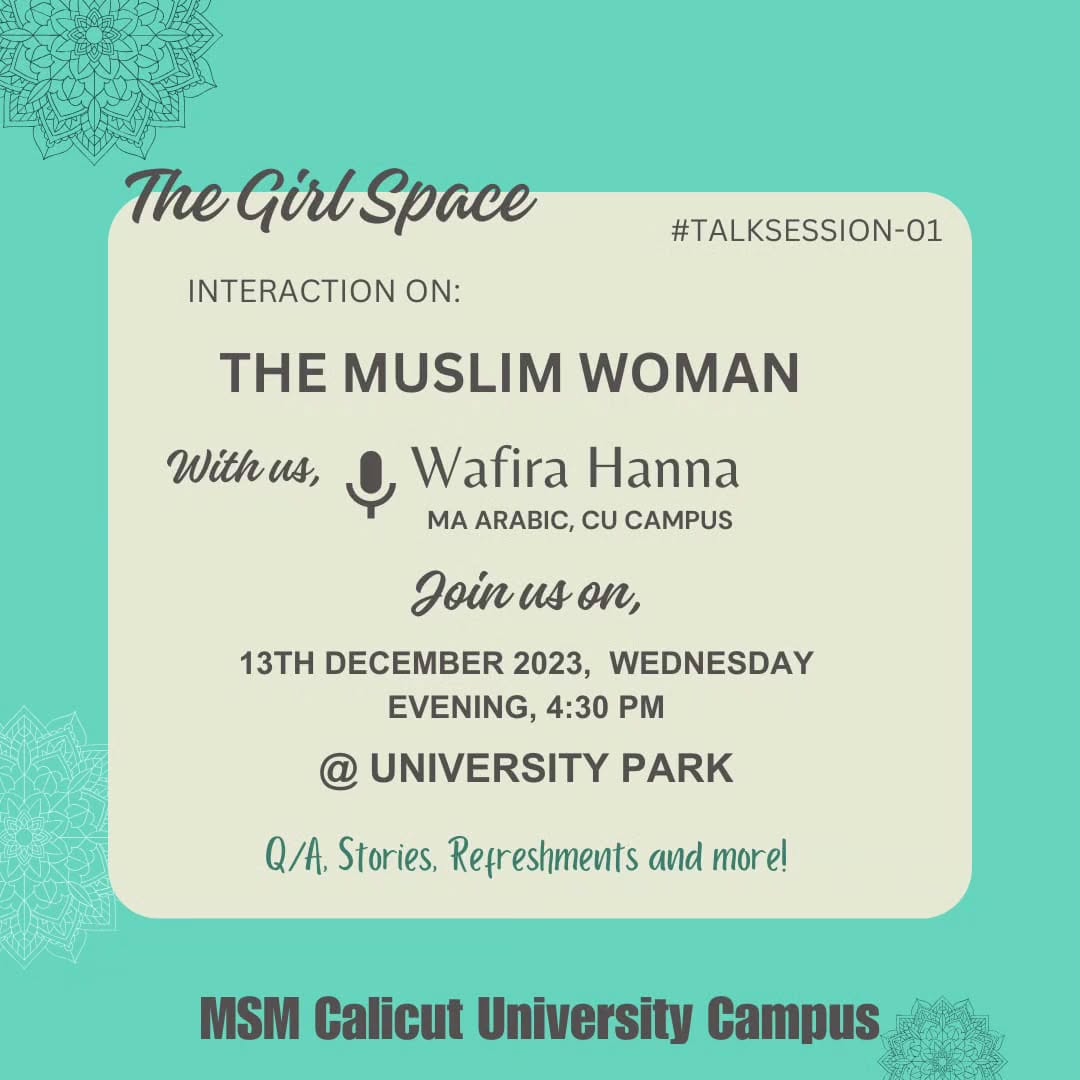 The Girl Space
#TALKSESSION-01
INTERACTION ON:
THE MUSLIM WOMAN
With us, Wafira Hanna
MA ARABIC, CU CAMPUS
Join us on,
13TH DECEMBER 2023, WEDNESDAY
EVENING, 4:30 PM
@ UNIVERSITY PARK
Q/A, Stories, Refreshments and more!
MSM Calicut University Campus